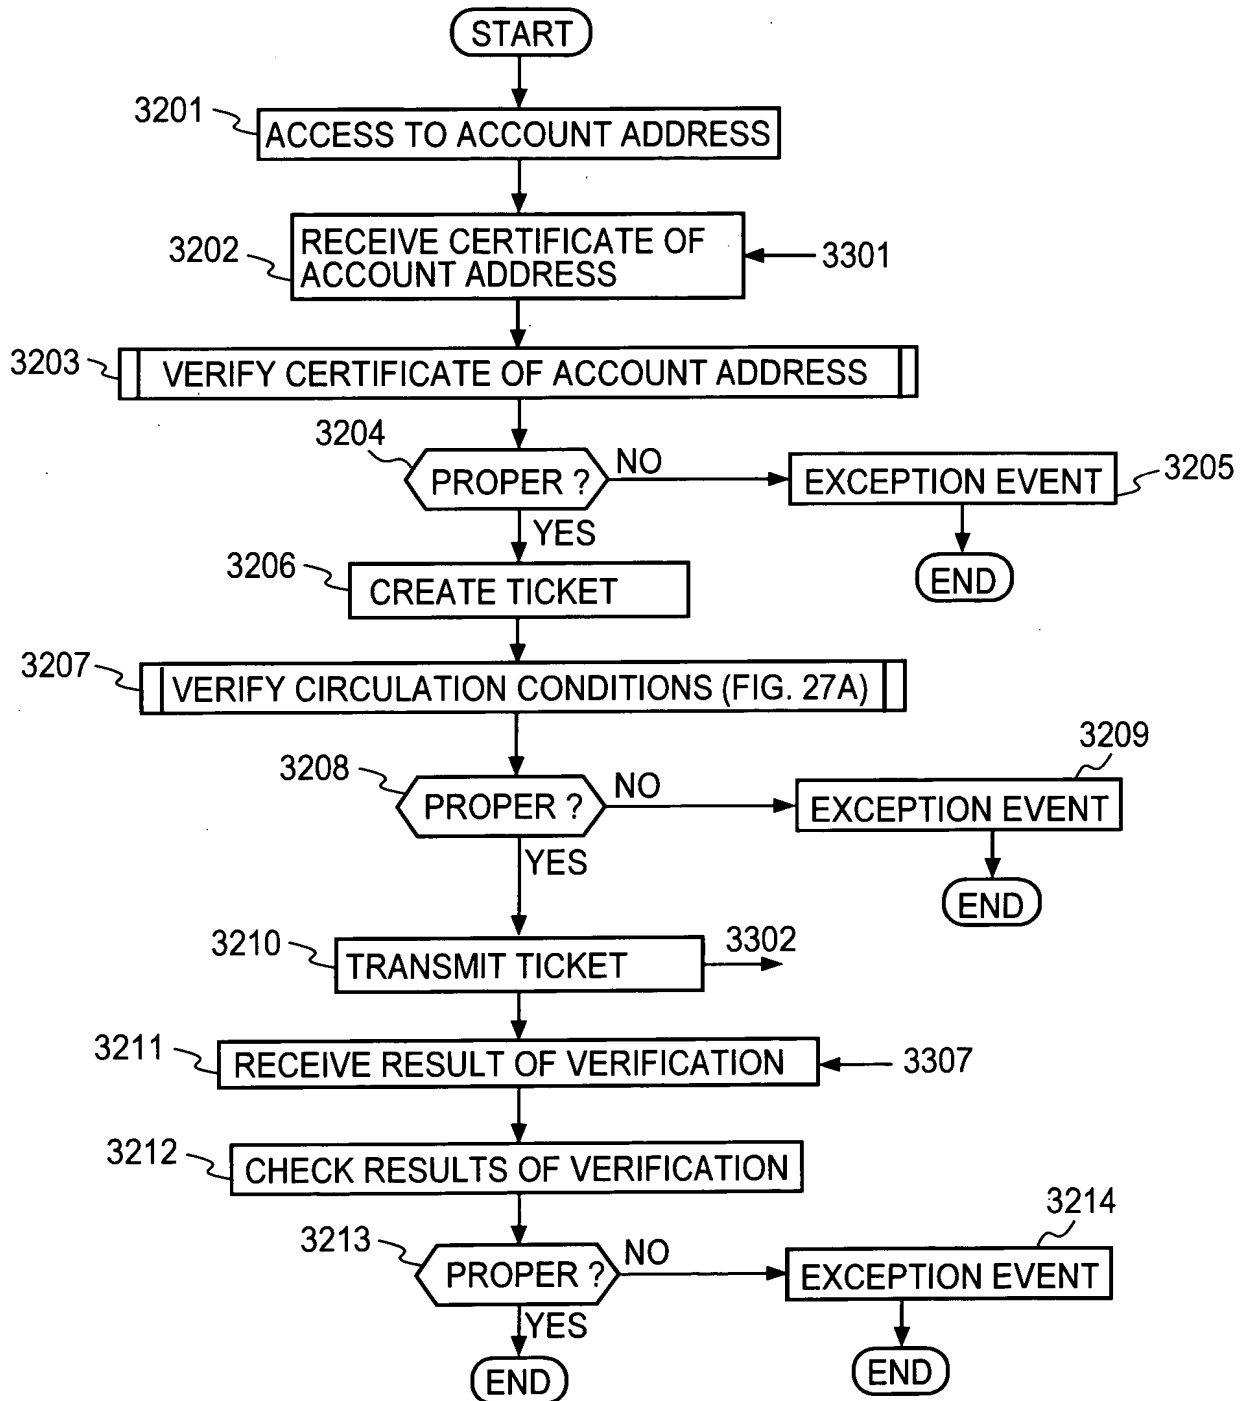 START
3201
ACCESS TO ACCOUNT ADDRESS
3202
RECEIVE CERTIFICATE OF
ACCOUNT ADDRESS
3301
3203
VERIFY CERTIFICATE OF ACCOUNT ADDRESS
3204
PROPER ?
NO
EXCEPTION EVENT
3205
YES
END
3206
CREATE TICKET
3207
VERIFY CIRCULATION CONDITIONS (FIG. 27A)
3208
PROPER ?
NO
3209
EXCEPTION EVENT
YES
END
3210
TRANSMIT TICKET
3302
3211
RECEIVE RESULT OF VERIFICATION
3307
3212
CHECK RESULTS OF VERIFICATION
3213
PROPER ?
NO
3214
EXCEPTION EVENT
YES
END
END